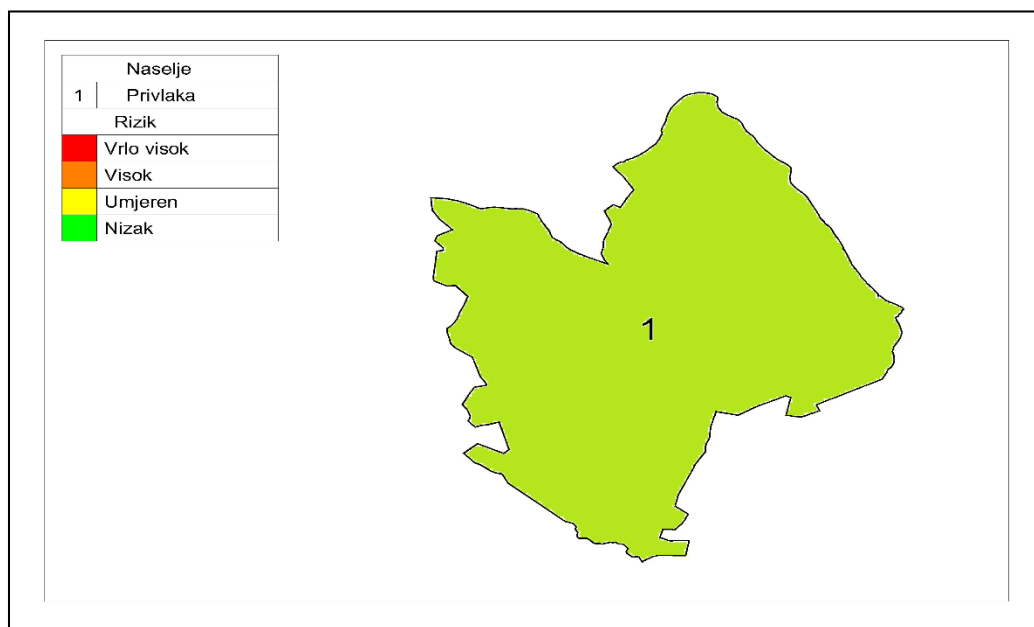 Naselje
1 Privlaka
Rizik
Vrlo visok
Visok
Umjeren
Nizak
1